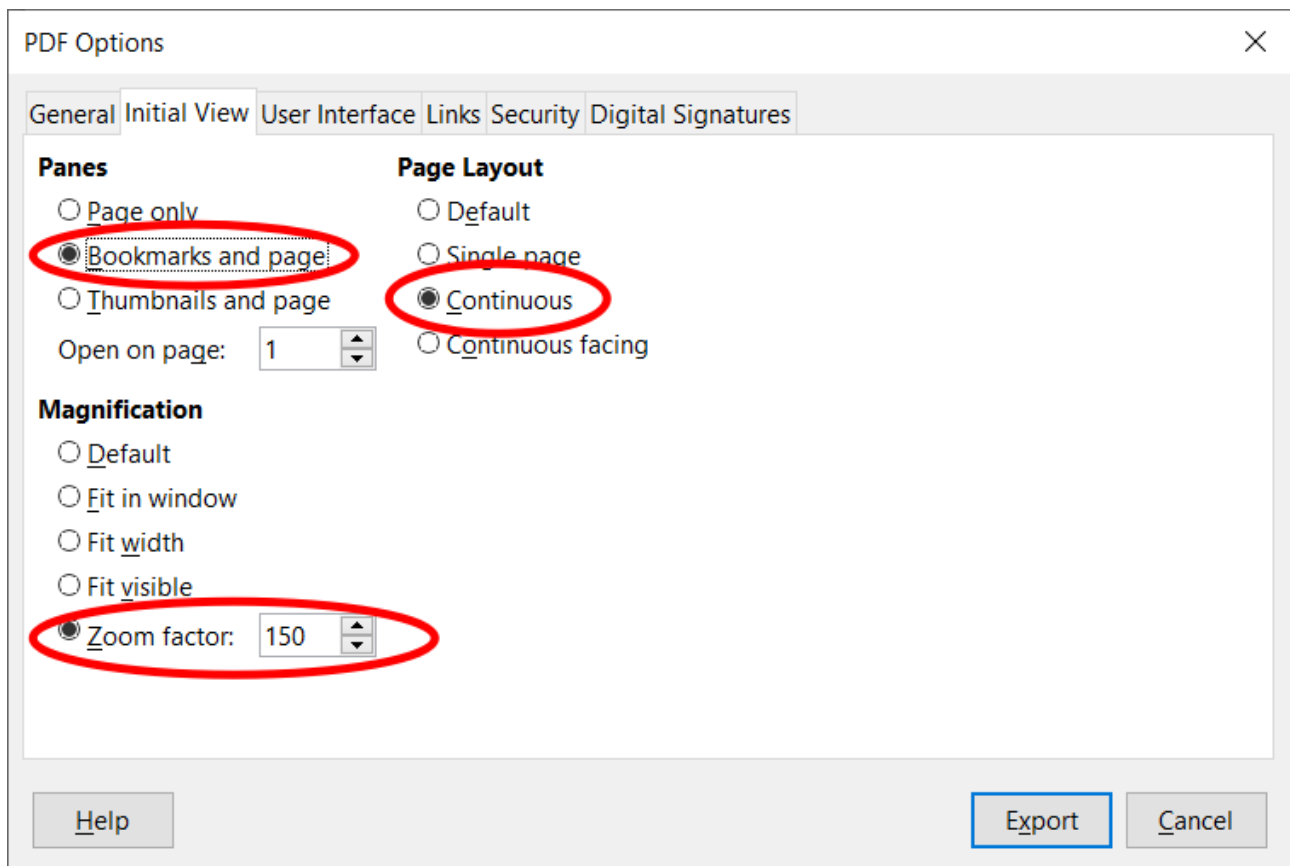 PDF Options
General Initial View User Interface Links Security Digital Signatures
Panes
Page only
Bookmarks and page
Thumbnails and page
Open on page: 1
Page Layout
Default
Single page
Continuous
Continuous facing
Magnification
Default
Fit in window
Fit width
Fit visible
Zoom factor: 150
Help Export Cancel